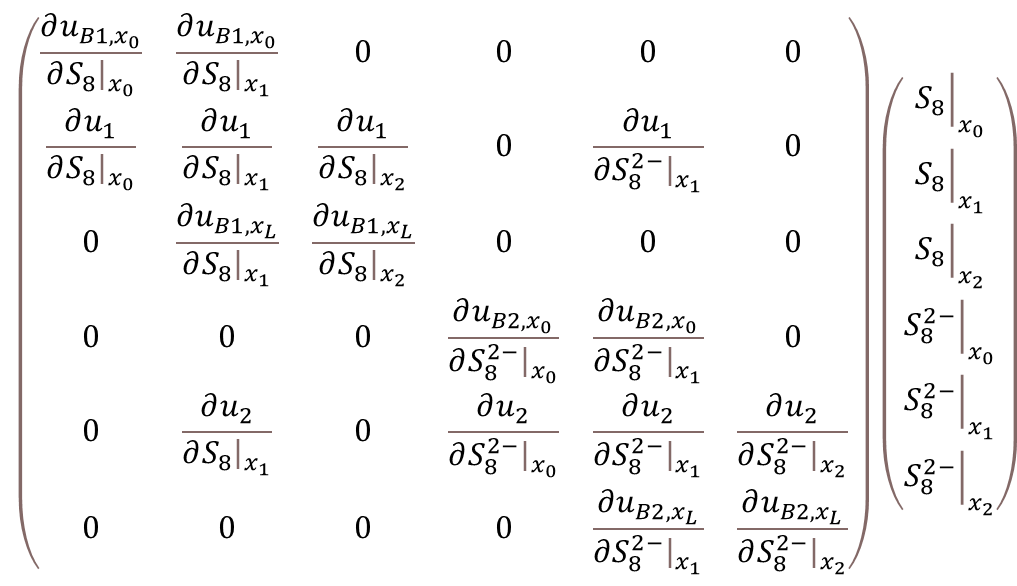 ∂u_{B1,x_0}/∂S_8|_{x_0} ∂u_{B1,x_0}/∂S_8|_{x_1} 0 0 0 0
∂u_1/∂S_8|_{x_0} ∂u_1/∂S_8|_{x_1} ∂u_1/∂S_8|_{x_2} 0 ∂u_1/∂S_8^{2−}|_{x_1} 0
0 ∂u_{B1,x_L}/∂S_8|_{x_1} ∂u_{B1,x_L}/∂S_8|_{x_2} 0 0 0
0 0 0 ∂u_{B2,x_0}/∂S_8^{2−}|_{x_0} ∂u_{B2,x_0}/∂S_8^{2−}|_{x_1} 0
0 ∂u_2/∂S_8|_{x_1} 0 ∂u_2/∂S_8^{2−}|_{x_0} ∂u_2/∂S_8^{2−}|_{x_1} ∂u_2/∂S_8^{2−}|_{x_2}
0 0 0 0 ∂u_{B2,x_L}/∂S_8^{2−}|_{x_1} ∂u_{B2,x_L}/∂S_8^{2−}|_{x_2}
S_8|_{x_0}
S_8|_{x_1}
S_8|_{x_2}
S_8^{2−}|_{x_0}
S_8^{2−}|_{x_1}
S_8^{2−}|_{x_2}